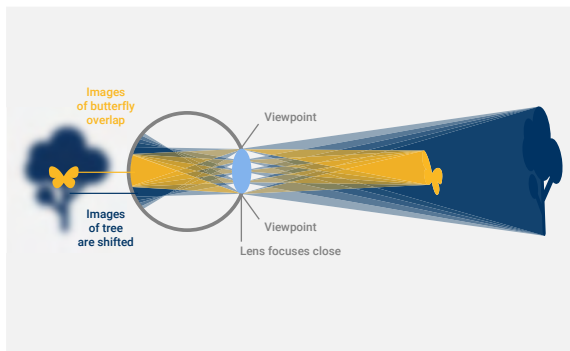 Images
of butterfly
overlap
Viewpoint
Images
of tree
are shifted
Viewpoint
Lens focuses close